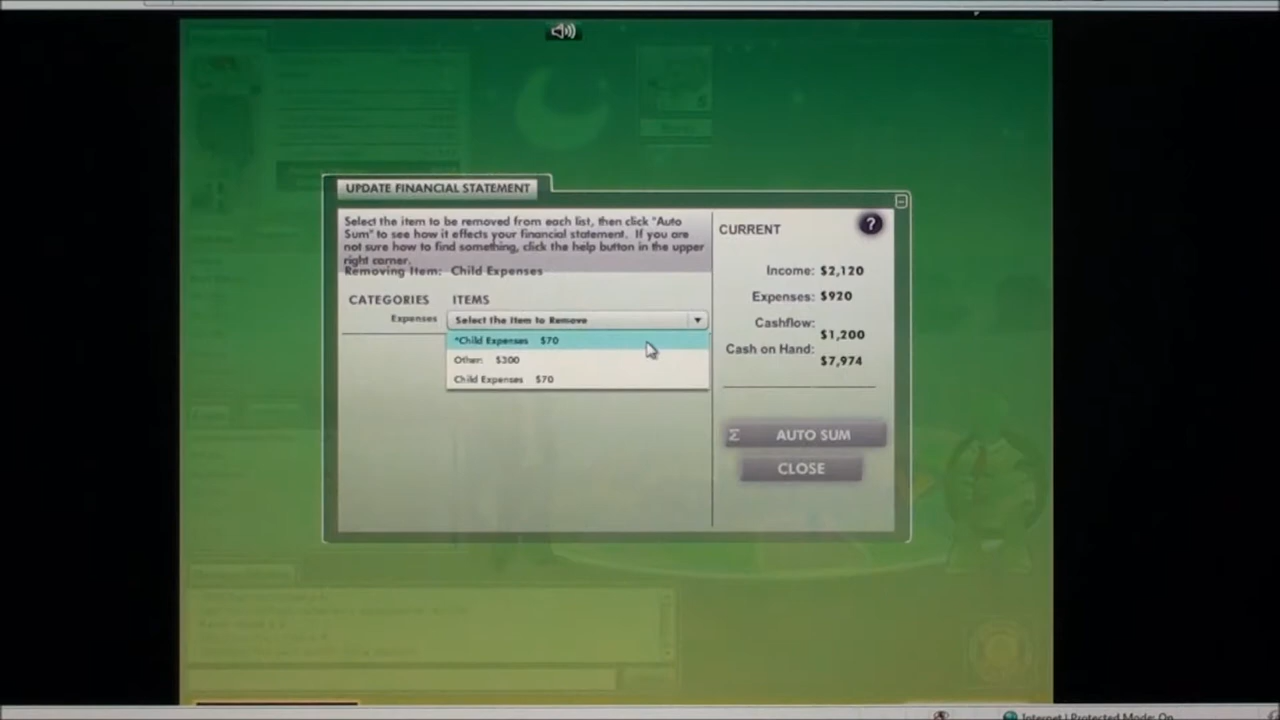 UPDATE FINANCIAL STATEMENT
Select the item to be removed from each list, then click "Auto
Sum" to see how it effects your financial statement. If you are
not sure how to find something, click the help button in the upper
right corner.
Removing Item: Child Expenses
CATEGORIES ITEMS
Expenses Select the Item to Remove
*Child Expenses $70
Other: $300
Child Expenses $70
CURRENT ?
Income: $2,120
Expenses: $920
Cashflow:
$1,200
Cash on Hand:
$7,974
Σ AUTO SUM
CLOSE
Internet | Protected Mode: On